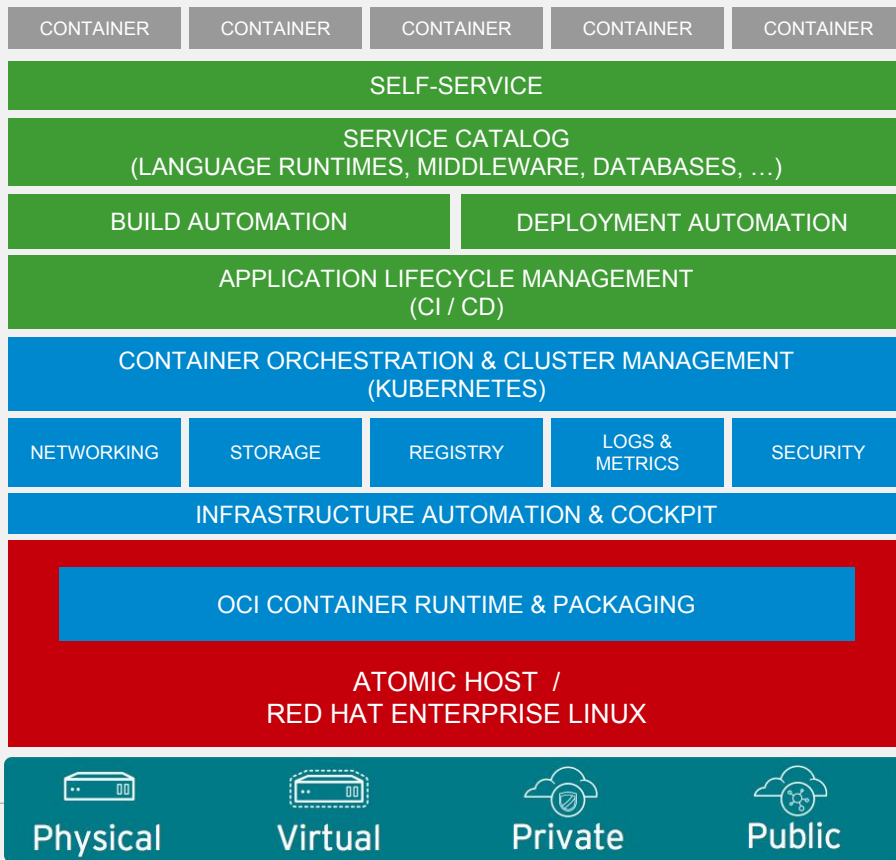 CONTAINER CONTAINER CONTAINER CONTAINER CONTAINER
SELF-SERVICE
SERVICE CATALOG
(LANGUAGE RUNTIMES, MIDDLEWARE, DATABASES, …)
BUILD AUTOMATION DEPLOYMENT AUTOMATION
APPLICATION LIFECYCLE MANAGEMENT
(CI / CD)
CONTAINER ORCHESTRATION & CLUSTER MANAGEMENT
(KUBERNETES)
NETWORKING STORAGE REGISTRY LOGS &
METRICS SECURITY
INFRASTRUCTURE AUTOMATION & COCKPIT
OCI CONTAINER RUNTIME & PACKAGING
ATOMIC HOST /
RED HAT ENTERPRISE LINUX
Physical Virtual Private Public